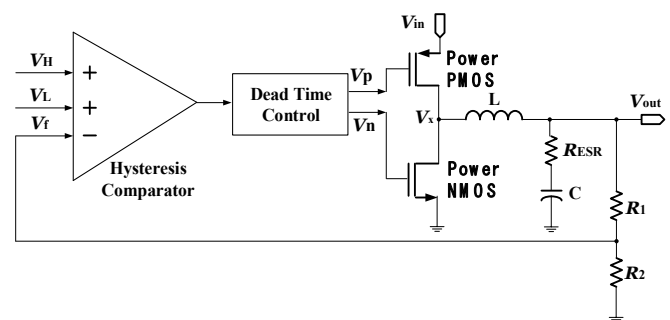 Vin
VH
VL
Vf
+
+
−
Hysteresis
Comparator
Dead Time
Control
Vp
Vn
Power
PMOS
Vx
L
Power
NMOS
RESR
C
Vout
R1
R2